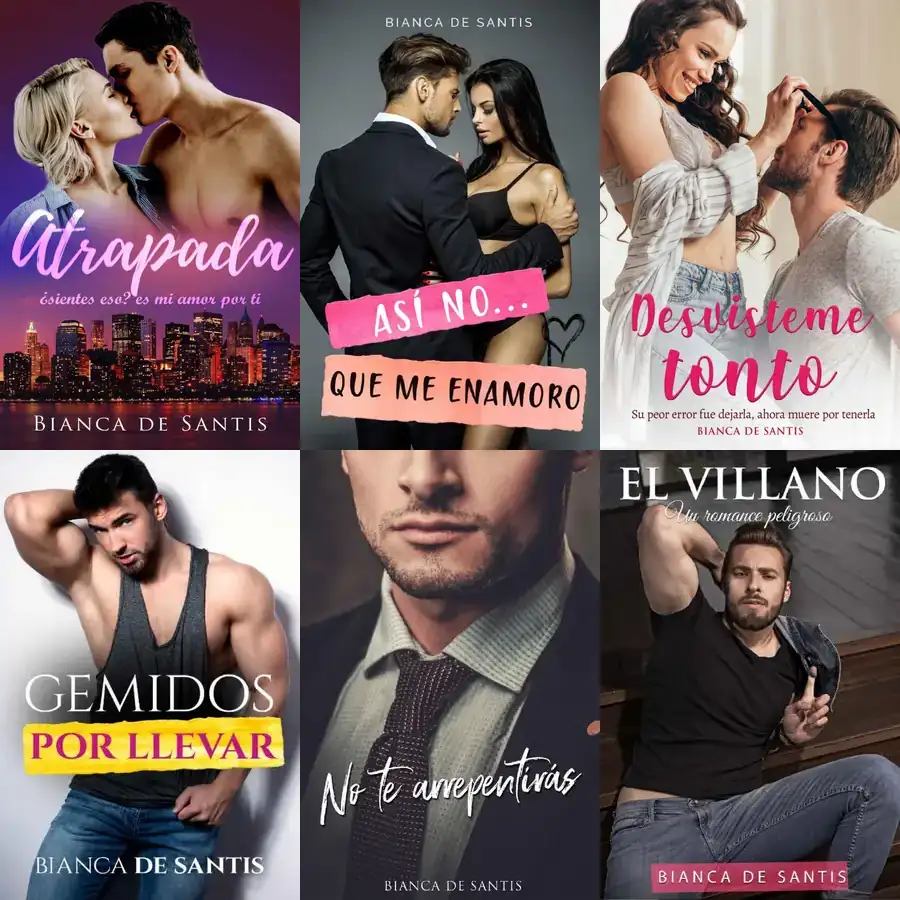 Atrapada
¿sientes eso? es mi amor por ti
BIANCA DE SANTIS
BIANCA DE SANTIS
ASÍ NO...
QUE ME ENAMORO
Desvísteme
tonto
Su peor error fue dejarla, ahora muere por tenerla
BIANCA DE SANTIS
GEMIDOS
POR LLEVAR
BIANCA DE SANTIS
No te arrepentirás
BIANCA DE SANTIS
EL VILLANO
Un romance peligroso
BIANCA DE SANTIS